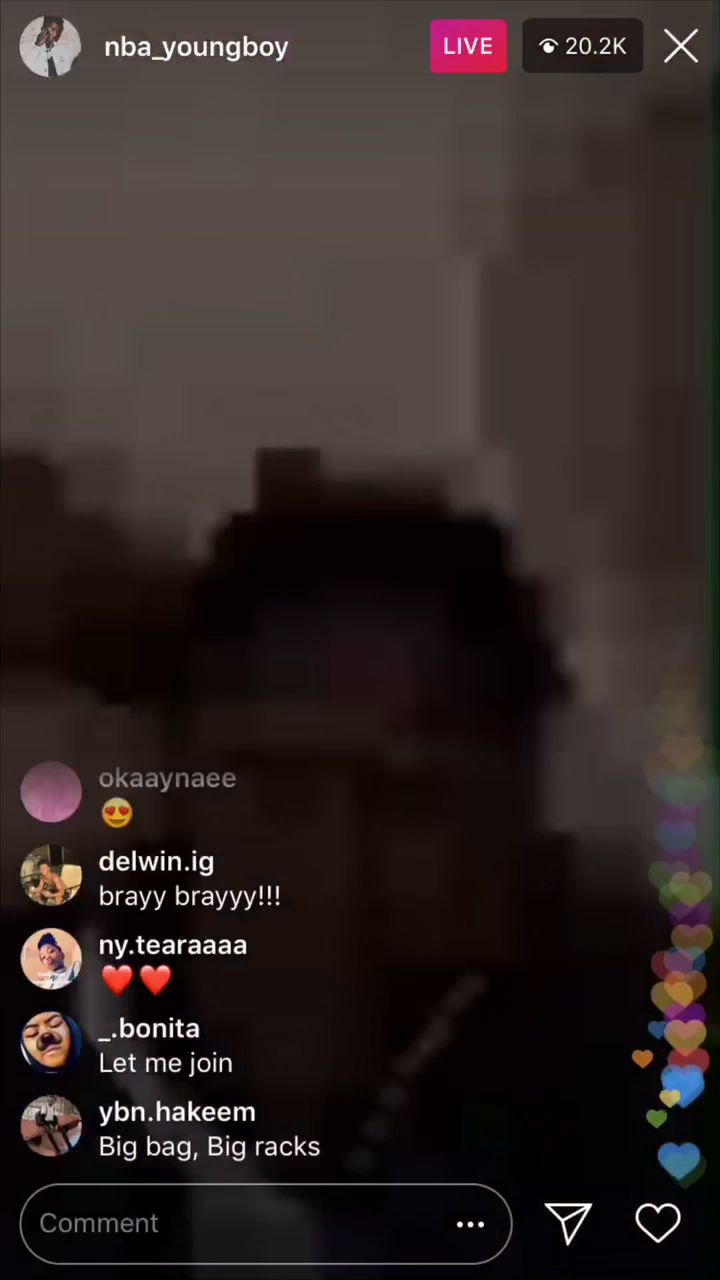 nba_youngboy
LIVE
20.2K
okaaynaee
😍
delwin.ig
brayy brayyy!!!
ny.tearaaaa
❤️❤️
_.bonita
Let me join
ybn.hakeem
Big bag, Big racks
Comment